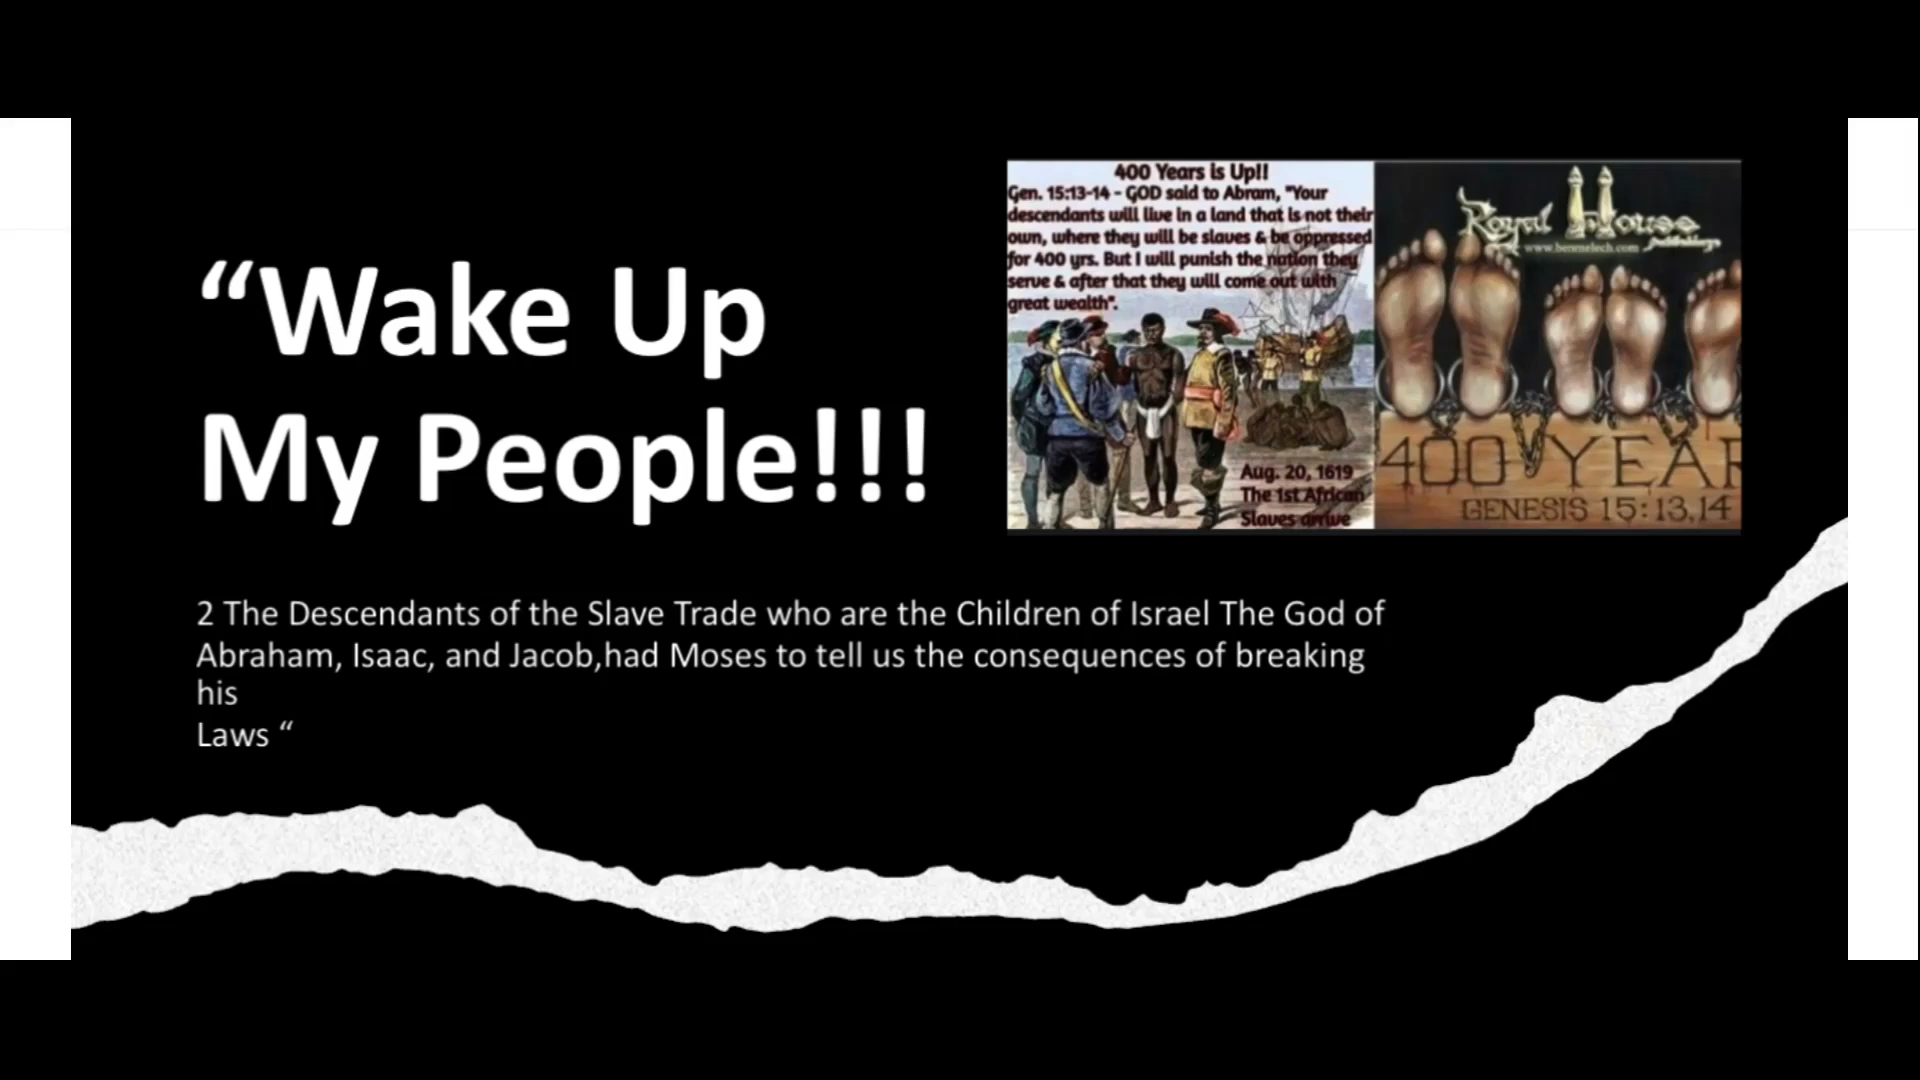 “Wake Up
My People!!!
400 Years is Up!!
Gen. 15:13-14 - GOD said to Abram, "Your
descendants will live in a land that is not their
own, where they will be slaves & be oppressed
for 400 yrs. But I will punish the nation they
serve & after that they will come out with
great wealth".
Aug. 20, 1619
The 1st African
Slaves arrive
Royal House
400 YEAR
GENESIS 15:13,14
2 The Descendants of the Slave Trade who are the Children of Israel The God of
Abraham, Isaac, and Jacob,had Moses to tell us the consequences of breaking
his
Laws “